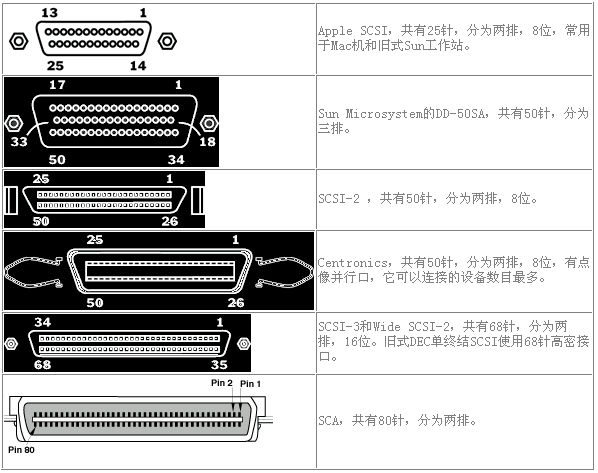 13 1
25 14
Apple SCSI，共有25针，分为两排，8位，常用
于Mac机和旧式Sun工作站。
17 1
33 18
50 34
Sun Microsystem的DD-50SA，共有50针，分为
三排。
25 1
50 26
SCSI-2 ，共有50针，分为两排，8位。
25 1
50 26
Centronics，共有50针，分为两排，8位，有点
像并行口，它可以连接的设备数目最多。
34 1
68 35
SCSI-3和Wide SCSI-2，共有68针，分为两
排，16位。旧式DEC单终结SCSI使用68针高密接
口。
Pin 2 Pin 1
Pin 80
SCA，共有80针，分为两排。